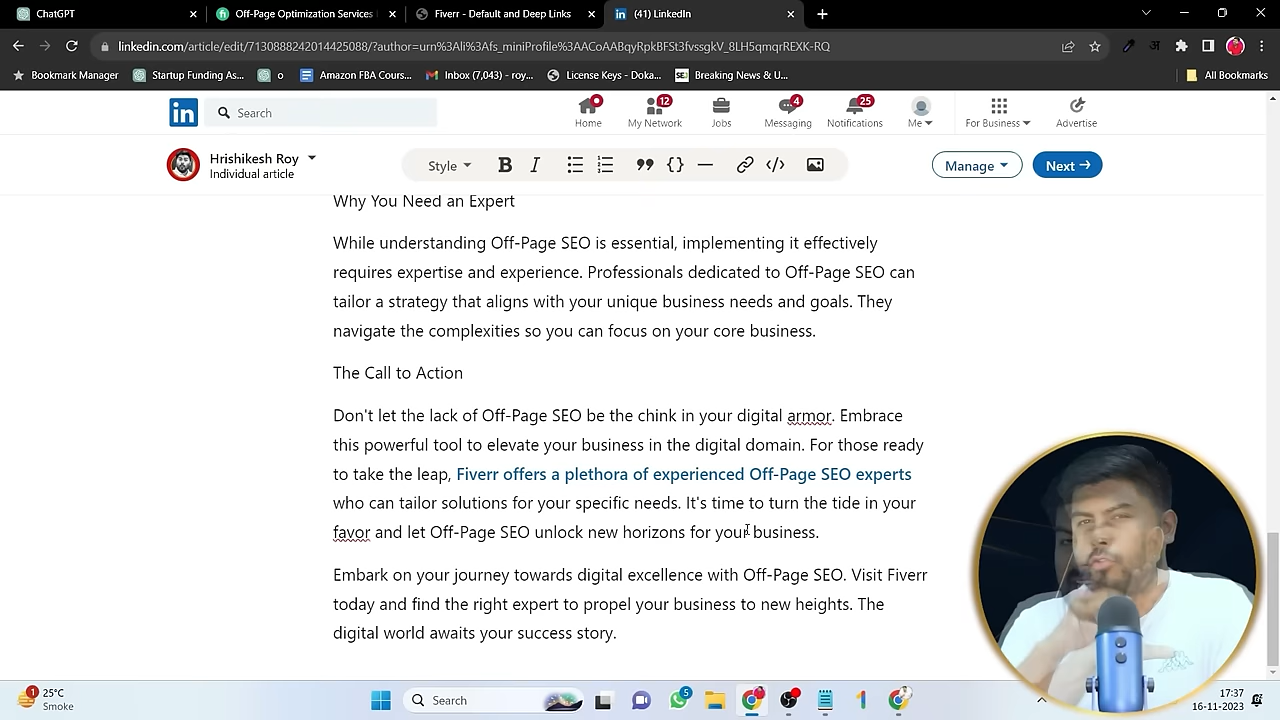 ChatGPT
Off-Page Optimization Services
Fiverr - Default and Deep Links
(41) LinkedIn
linkedin.com/article/edit/7130888242014425088/?author=urn%3Ali%3Afs_miniProfile%3AACoAABqyRpkBFSt3fvssgkV_8LH5qmqrREXK-RQ
Bookmark Manager
Startup Funding As...
o
Amazon FBA Cour...
Inbox (7,043) - roy...
License Keys - Doka...
SEJ Breaking News & U...
All Bookmarks
in
Search
Home
12 My Network
Jobs
4 Messaging
25 Notifications
Me
For Business
Advertise
Hrishikesh Roy
Individual article
Style
B
I
Manage
Next
Why You Need an Expert
While understanding Off-Page SEO is essential, implementing it effectively
requires expertise and experience. Professionals dedicated to Off-Page SEO can
tailor a strategy that aligns with your unique business needs and goals. They
navigate the complexities so you can focus on your core business.
The Call to Action
Don't let the lack of Off-Page SEO be the chink in your digital armor. Embrace
this powerful tool to elevate your business in the digital domain. For those ready
to take the leap, Fiverr offers a plethora of experienced Off-Page SEO experts
who can tailor solutions for your specific needs. It's time to turn the tide in your
favor and let Off-Page SEO unlock new horizons for your business.
Embark on your journey towards digital excellence with Off-Page SEO. Visit Fiverr
today and find the right expert to propel your business to new heights. The
digital world awaits your success story.
1
25°C
Smoke
Search
5
17:37
16-11-2023